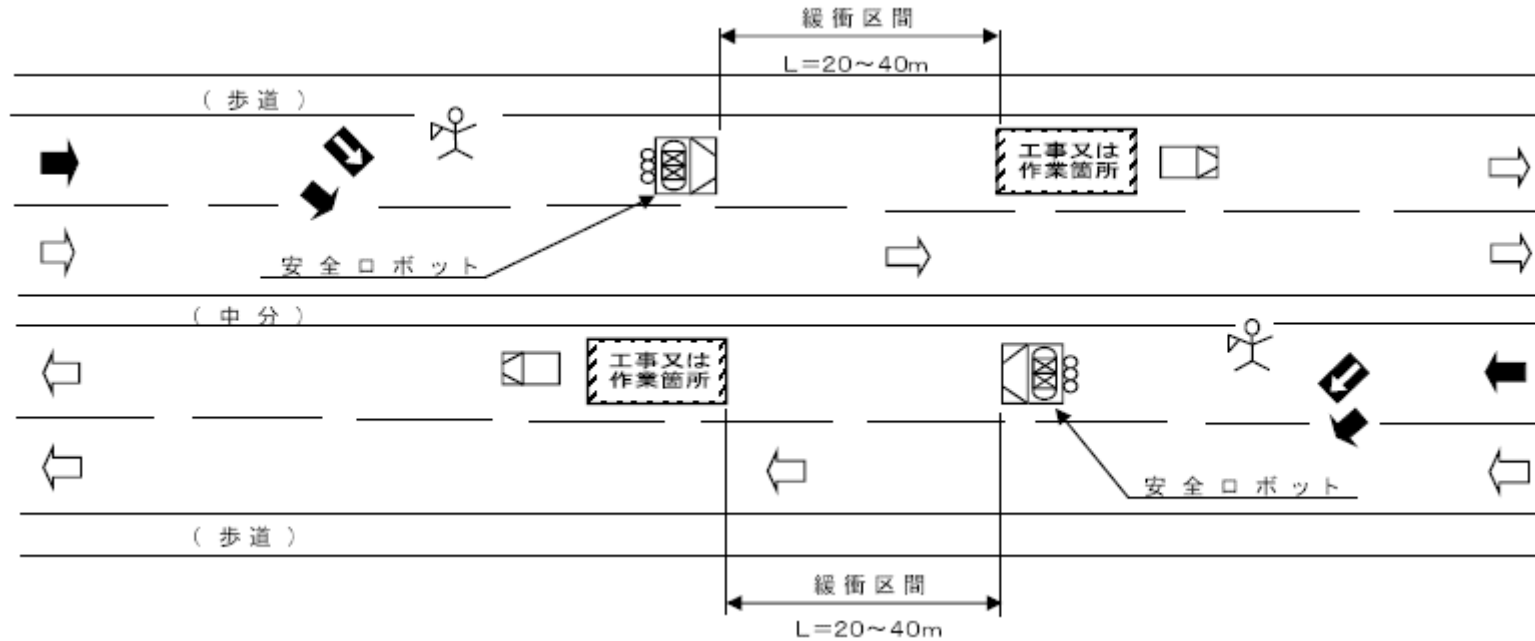 緩衝区間
L=20~40m
(歩道)
工事又は
作業箇所
安全ロボット
(中分)
工事又は
作業箇所
安全ロボット
(歩道)
緩衝区間
L=20~40m